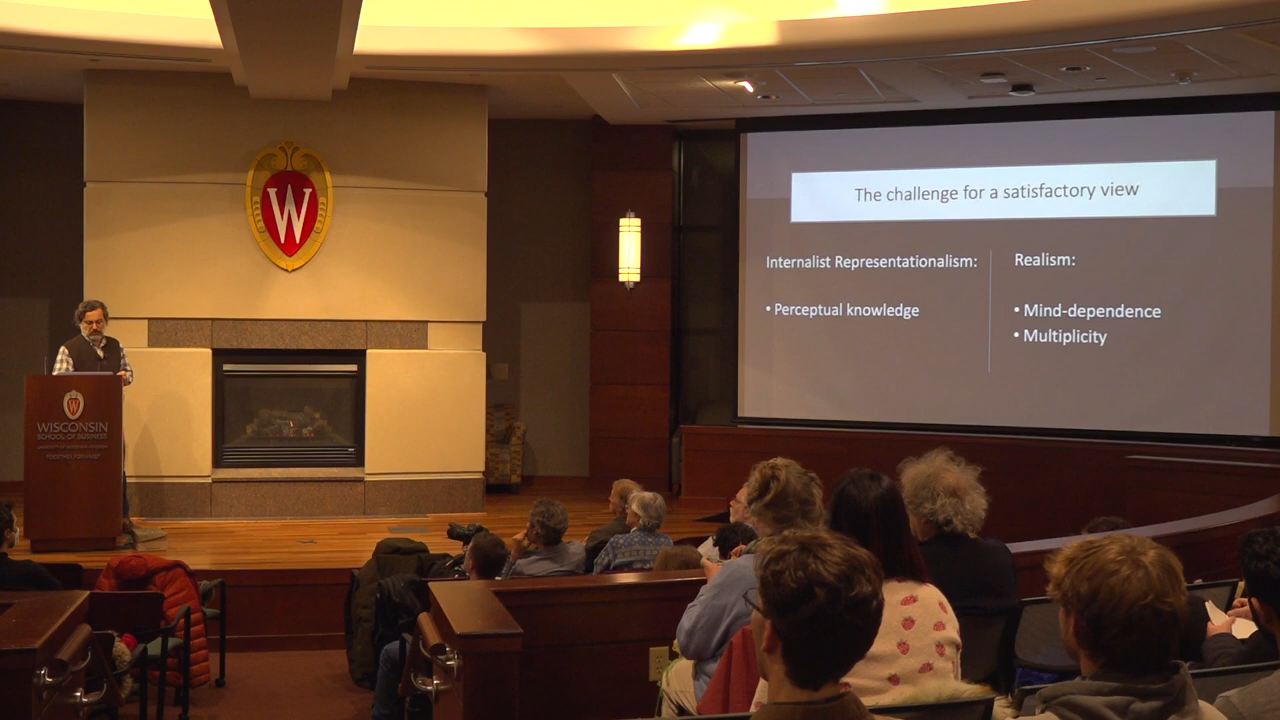 W
The challenge for a satisfactory view
Internalist Representationalism:
• Perceptual knowledge
Realism:
• Mind-dependence
• Multiplicity
W
WISCONSIN
SCHOOL OF BUSINESS